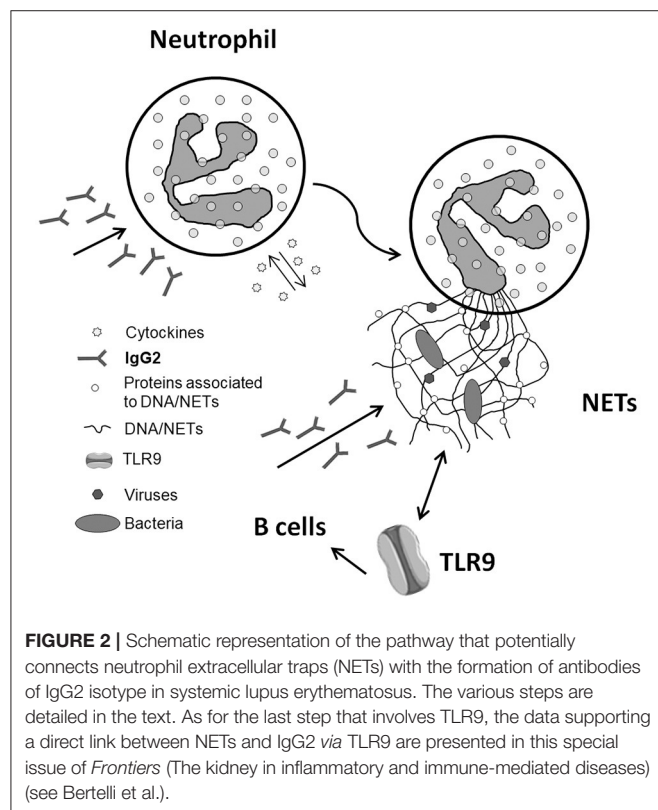 Neutrophil
Cytockines
IgG2
Proteins associated
to DNA/NETs
DNA/NETs
TLR9
Viruses
Bacteria
NETs
B cells
TLR9
FIGURE 2 | Schematic representation of the pathway that potentially
connects neutrophil extracellular traps (NETs) with the formation of antibodies
of IgG2 isotype in systemic lupus erythematosus. The various steps are
detailed in the text. As for the last step that involves TLR9, the data supporting
a direct link between NETs and IgG2 via TLR9 are presented in this special
issue of Frontiers (The kidney in inflammatory and immune-mediated diseases)
(see Bertelli et al.).